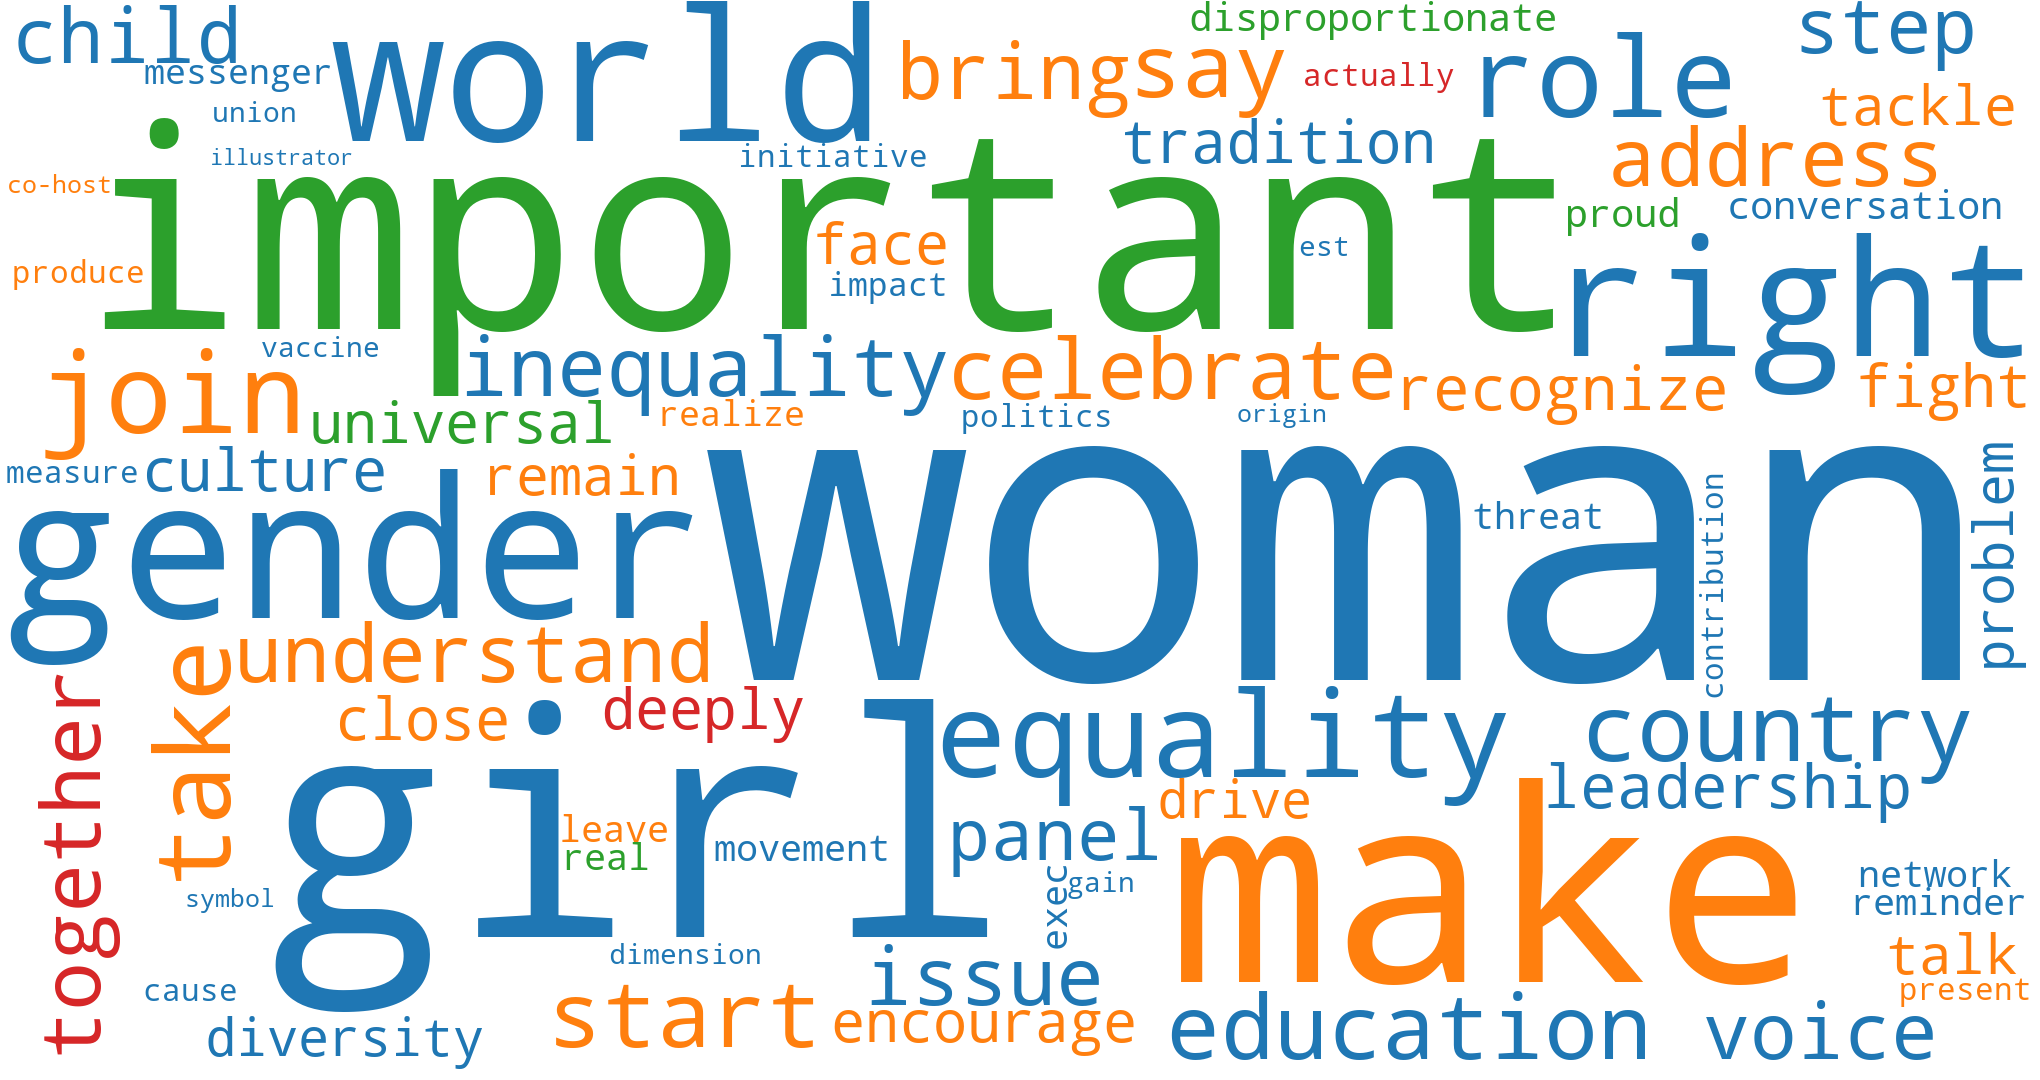 child
world
disproportionate
step
messenger
bring
say
actually
role
tackle
union
illustrator
initiative
tradition
address
co-host
important
proud
conversation
produce
face
impact
est
right
vaccine
join
inequality
celebrate
recognize
fight
universal
realize
politics
origin
measure
culture
remain
woman
threat
contribution
problem
gender
understand
take
together
close
deeply
girl
equality
country
leadership
drive
leave
real
movement
panel
make
exec
gain
network
reminder
symbol
dimension
issue
talk
present
cause
start
encourage
education
voice
diversity